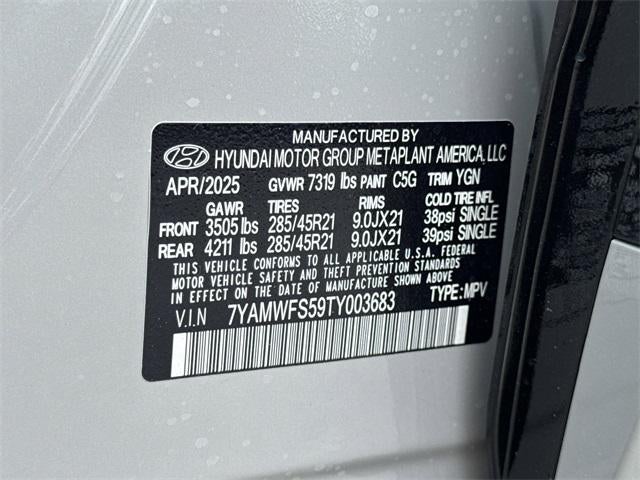 MANUFACTURED BY
HYUNDAI MOTOR GROUP METAPLANT AMERICA, LLC
APR/2025 GVWR 7319 lbs PAINT C5G TRIM YGN
GAWR TIRES RIMS COLD TIRE INFL
FRONT 3505 lbs 285/45R21 9.0JX21 38psi SINGLE
REAR 4211 lbs 285/45R21 9.0JX21 39psi SINGLE
THIS VEHICLE CONFORMS TO ALL APPLICABLE U.S.A. FEDERAL
MOTOR VEHICLE SAFETY AND THEFT PREVENTION STANDARDS
IN EFFECT ON THE DATE OF MANUFACTURE SHOWN ABOVE.
V.I.N 7YAMWFS59TY003683 TYPE: MPV